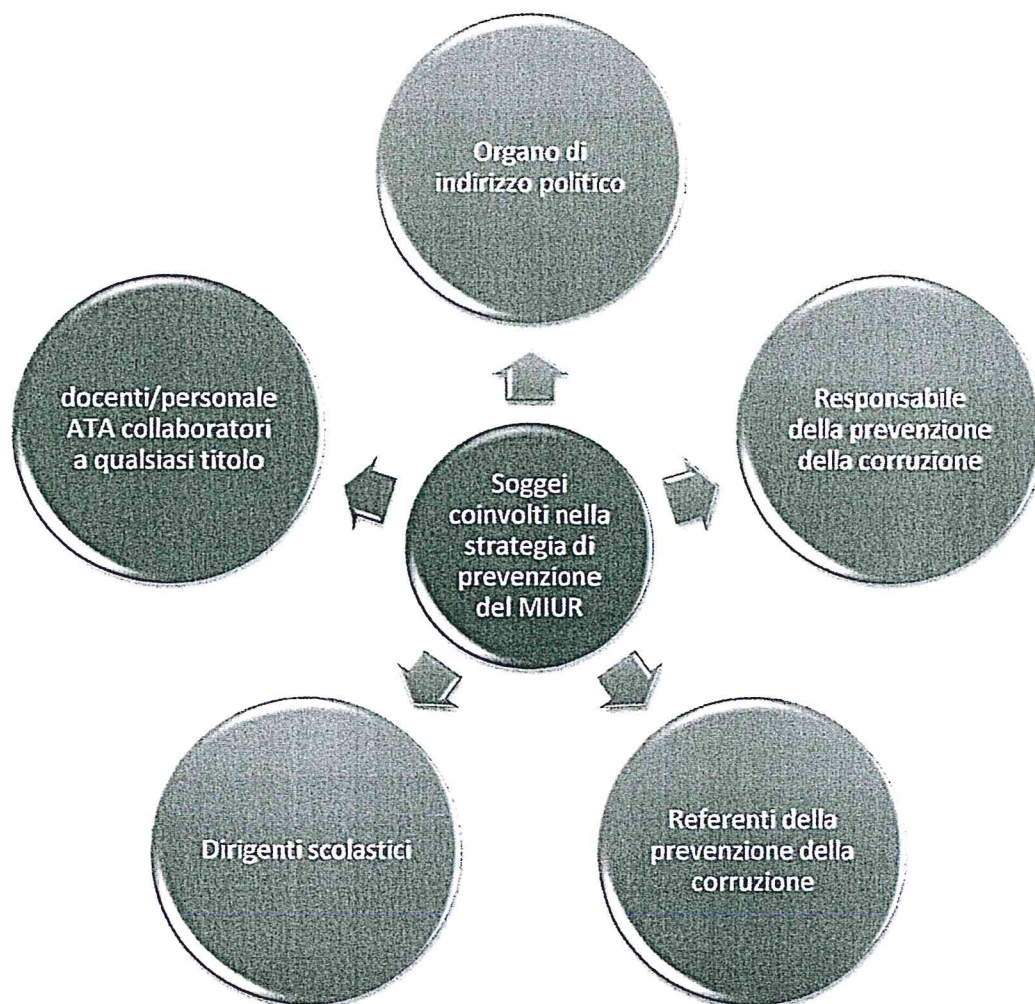 Organo di
indirizzo politico
docenti/personale
ATA collaboratori
a qualsiasi titolo
Responsabile
della prevenzione
della corruzione
Soggei
coinvolti nella
strategia di
prevenzione
del MIUR
Dirigenti scolastici
Referenti della
prevenzione della
corruzione